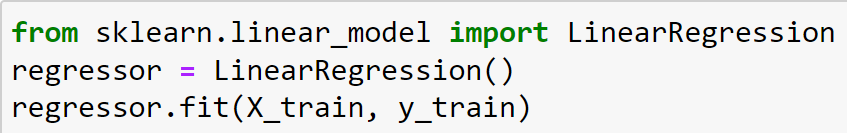 from sklearn.linear_model import LinearRegression
regressor = LinearRegression()
regressor.fit(X_train, y_train)